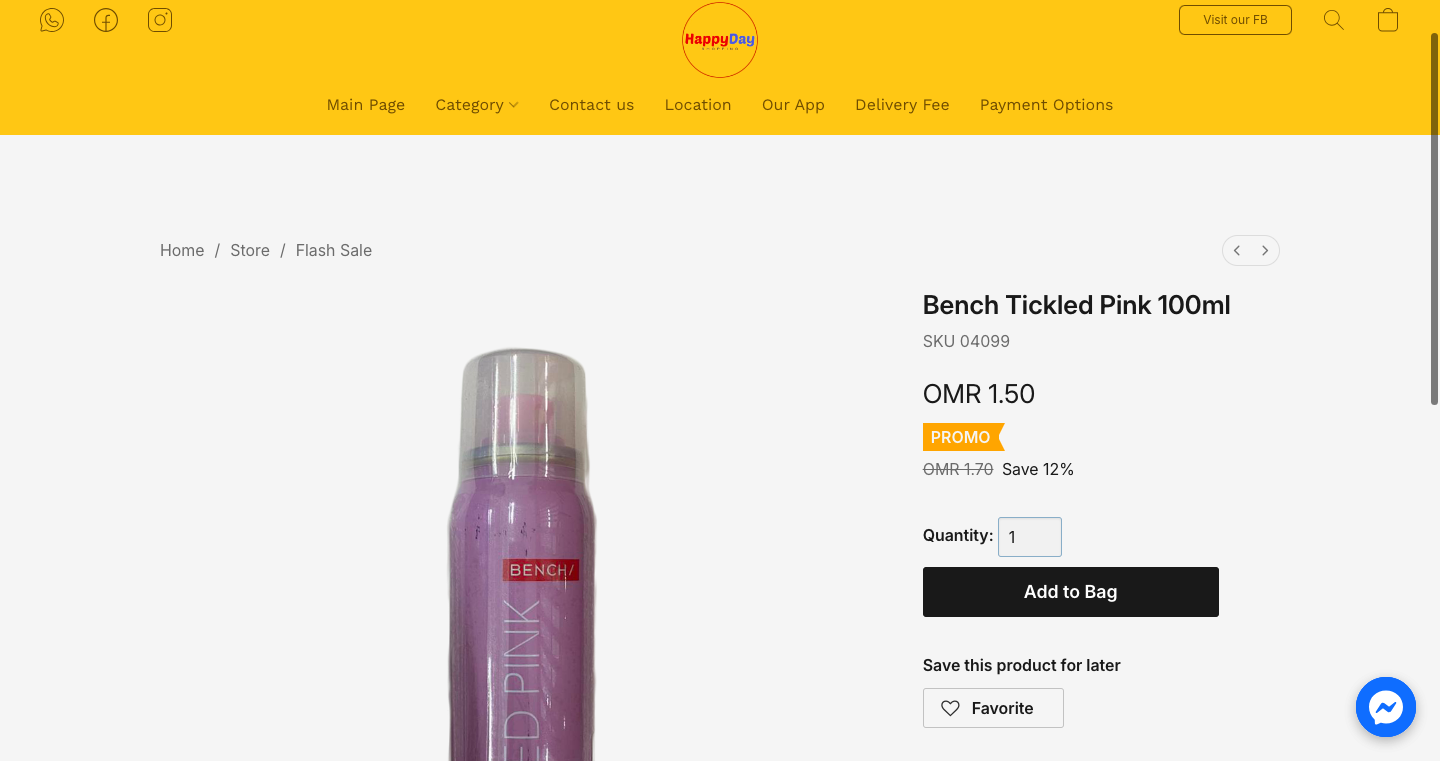 HappyDay
SHOPPING
Visit our FB
Main Page Category Contact us Location Our App Delivery Fee Payment Options
Home / Store / Flash Sale
Bench Tickled Pink 100ml
SKU 04099
OMR 1.50
PROMO
OMR 1.70 Save 12%
Quantity: 1
Add to Bag
Save this product for later
Favorite
BENCH/
ED PINK